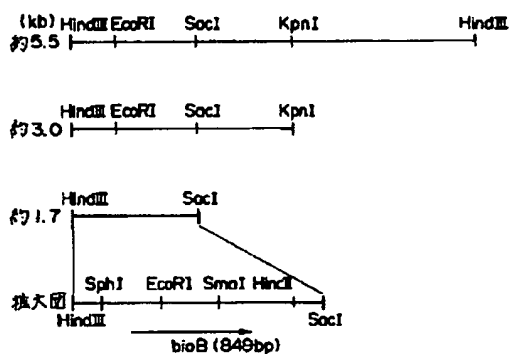 (kb) HindⅢ EcoRI SacI KpnI HindⅢ
約5.5
HindⅢ EcoRI SacI KpnI
約3.0
HindⅢ SacI
約1.7
SphI EcoRI SmaI HincⅡ
拡大図
HindⅢ SacI
bioB (849bp)